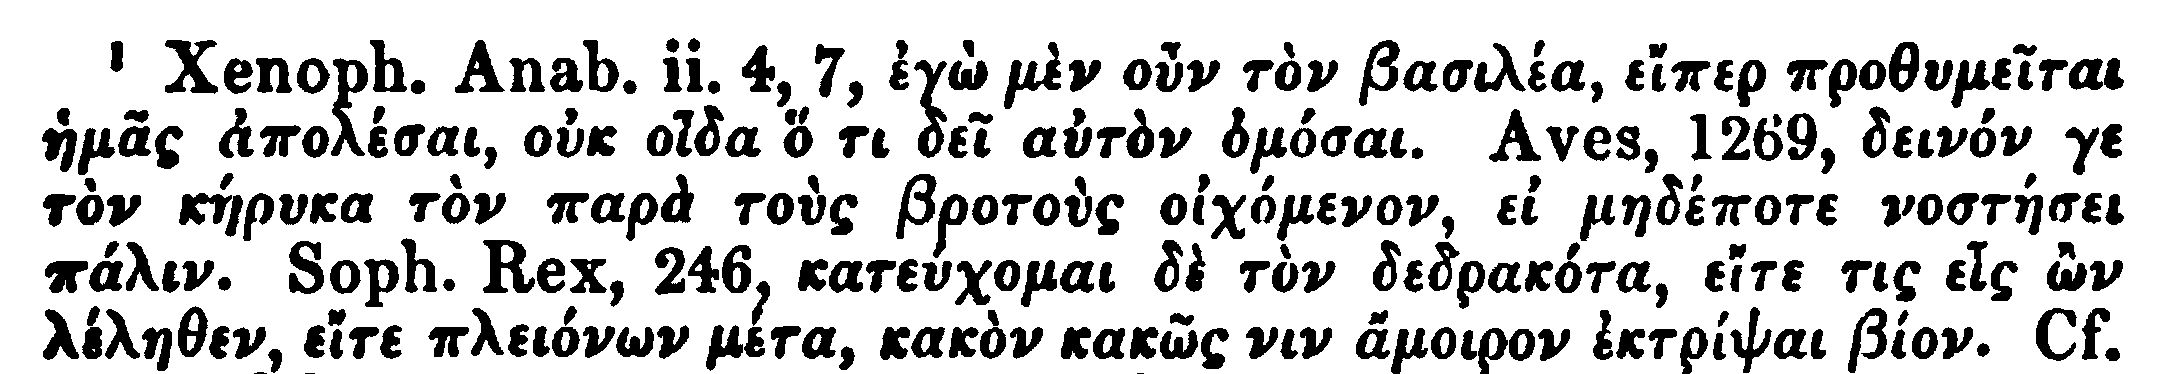 ¹ Xenoph. Anab. ii. 4, 7, ἐγὼ μὲν οὖν τὸν βασιλέα, εἴπερ προθυμεῖται
ἡμᾶς ἀπολέσαι, οὐκ οἶδα ὅ τι δεῖ αὐτὸν ὀμόσαι. Aves, 1269, δεινόν γε
τὸν κήρυκα τὸν παρὰ τοὺς βροτοὺς οἰχόμενον, εἰ μηδέποτε νοστήσει
πάλιν. Soph. Rex, 246, κατεύχομαι δὲ τὸν δεδρακότα, εἴτε τις εἷς ὢν
λέληθεν, εἴτε πλειόνων μέτα, κακὸν κακῶς νιν ἄμοιρον ἐκτρίψαι βίον. Cf.